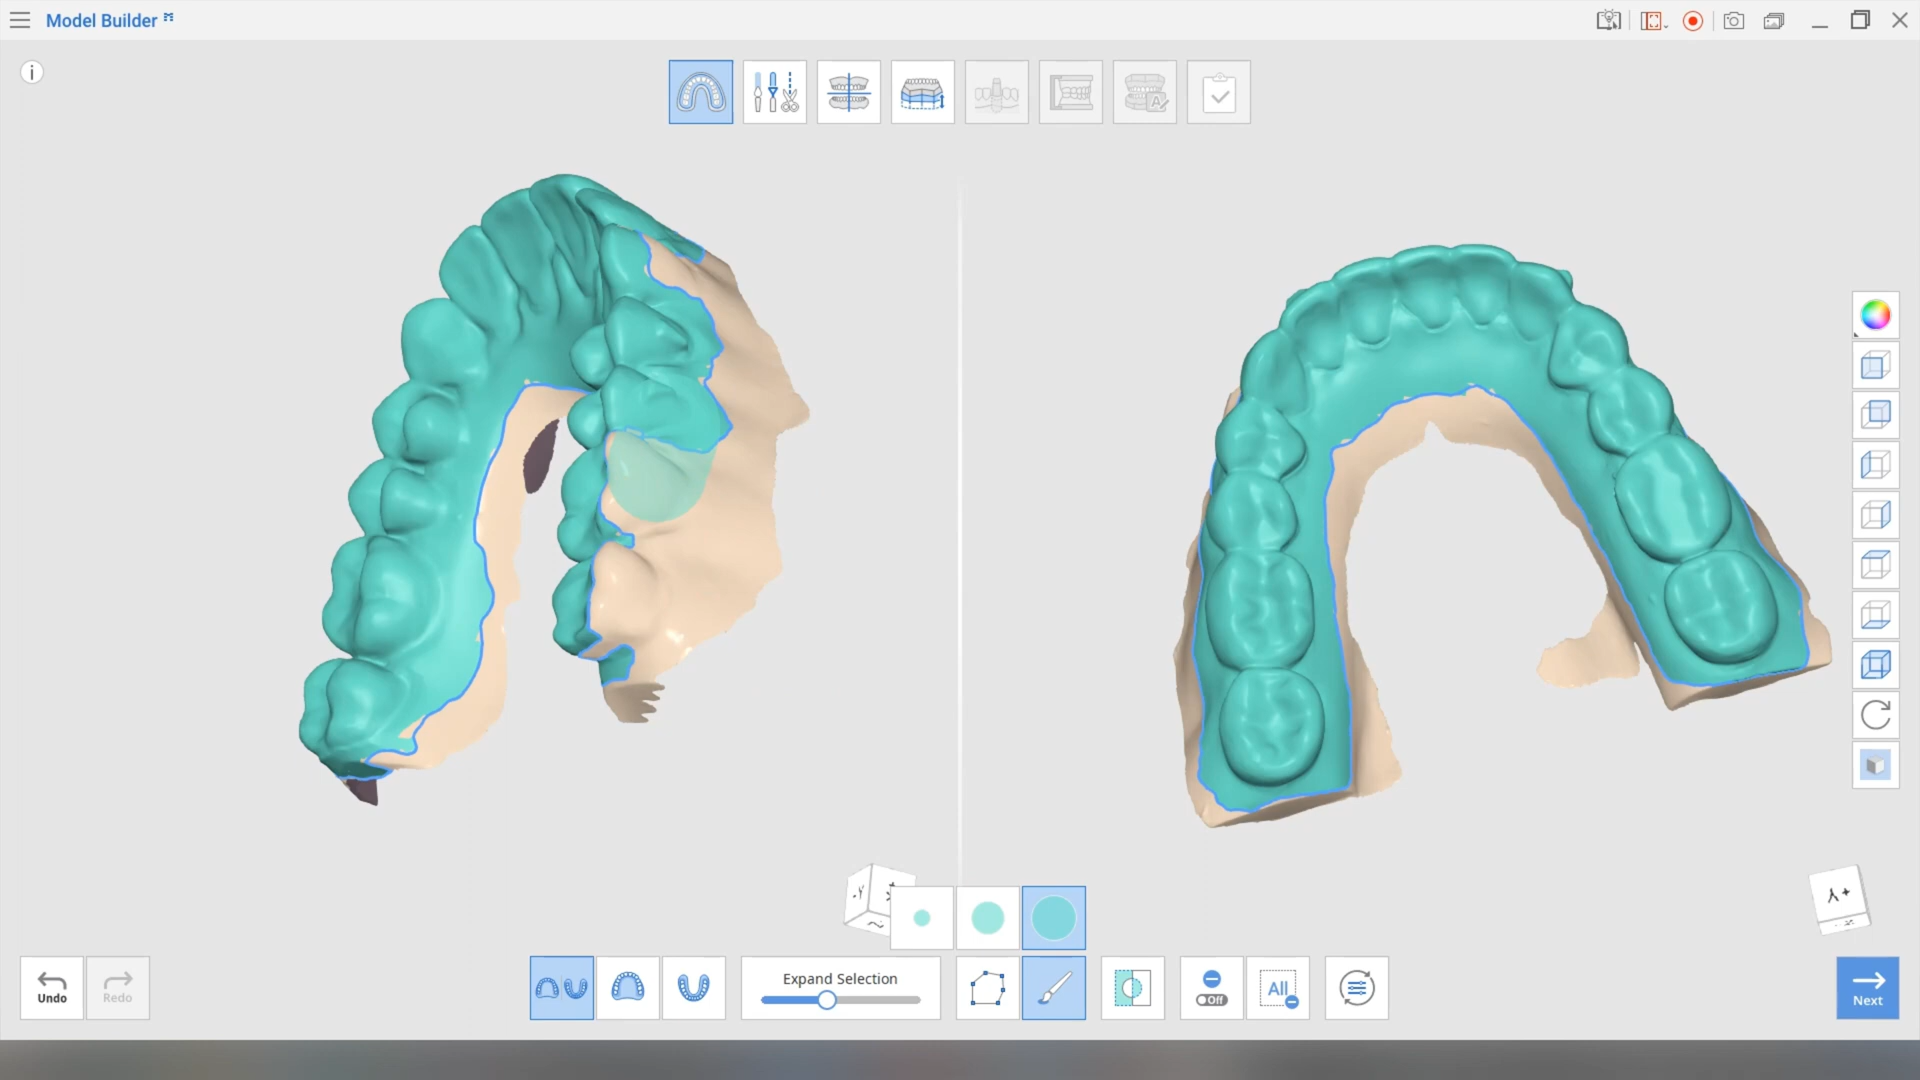 Model Builder
i
A
-Y
Y+
Undo
Redo
Expand Selection
Off
All
Next